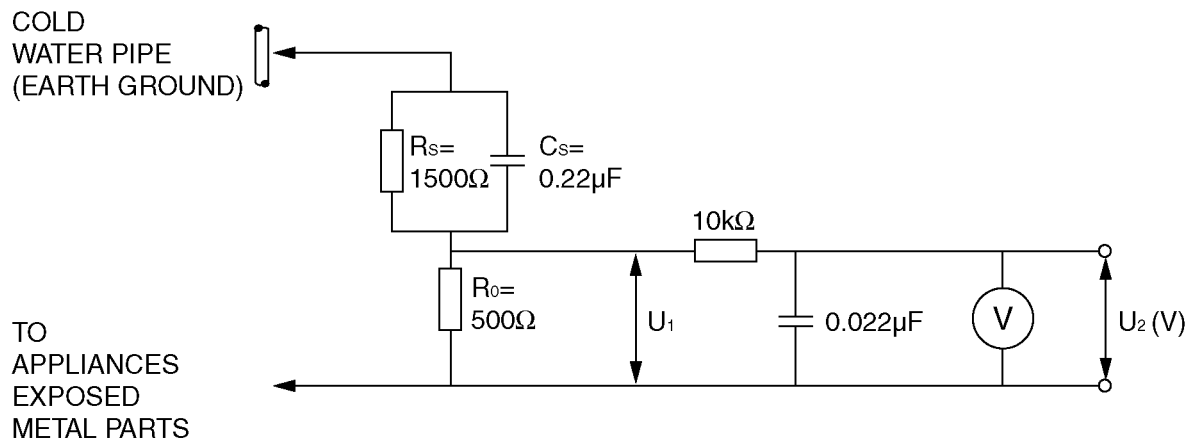 COLD
WATER PIPE
(EARTH GROUND)
RS=
1500Ω
CS=
0.22µF
10kΩ
R0=
500Ω
U1
0.022µF
V
U2 (V)
TO
APPLIANCES
EXPOSED
METAL PARTS